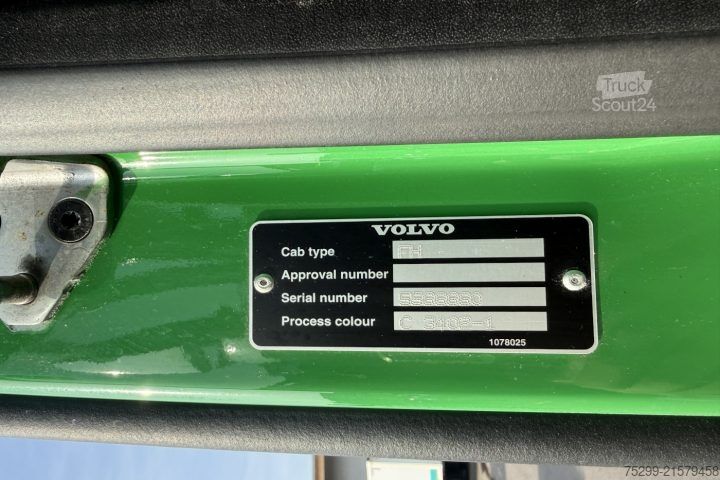 Truck
Scout24
VOLVO
Cab type FH
Approval number
Serial number
Process colour
1078025
75299-21579458